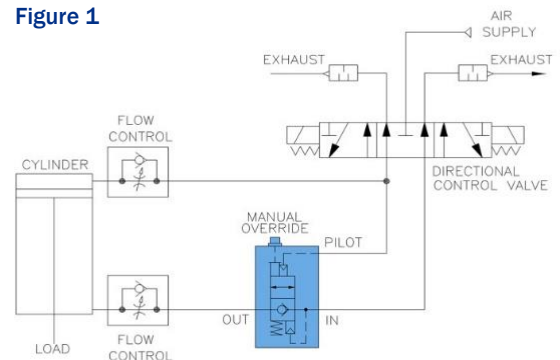 Figure 1
AIR
SUPPLY
EXHAUST
EXHAUST
FLOW
CONTROL
CYLINDER
DIRECTIONAL
CONTROL VALVE
MANUAL
OVERRIDE
PILOT
OUT
IN
LOAD
FLOW
CONTROL